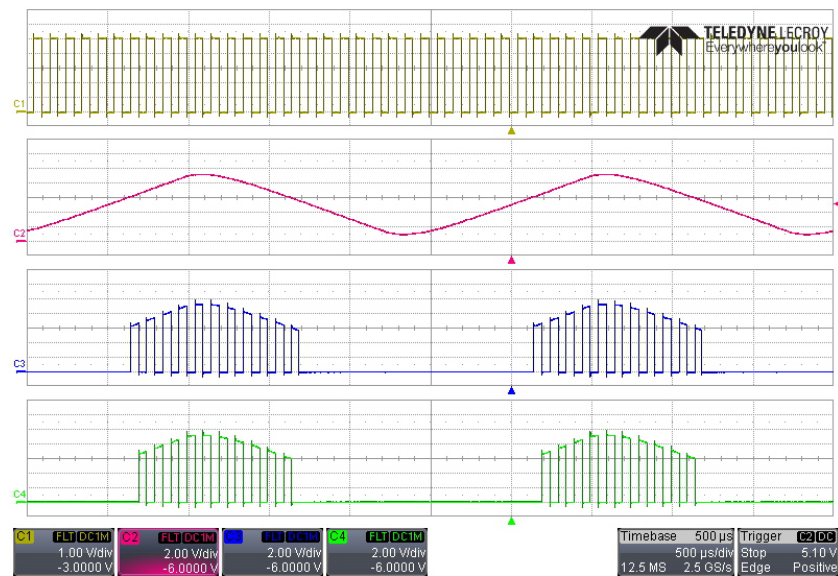 TELEDYNE LECROY
Everywhereyoulook
C1
C2
C3
C4
C1 FLT DC1M
1.00 V/div
-3.0000 V
C2 FLT DC1M
2.00 V/div
-6.0000 V
C3 FLT DC1M
2.00 V/div
-6.0000 V
C4 FLT DC1M
2.00 V/div
-6.0000 V
Timebase 500 µs
500 µs/div
12.5 MS 2.5 GS/s
Trigger C2 DC
Stop 5.10 V
Edge Positive